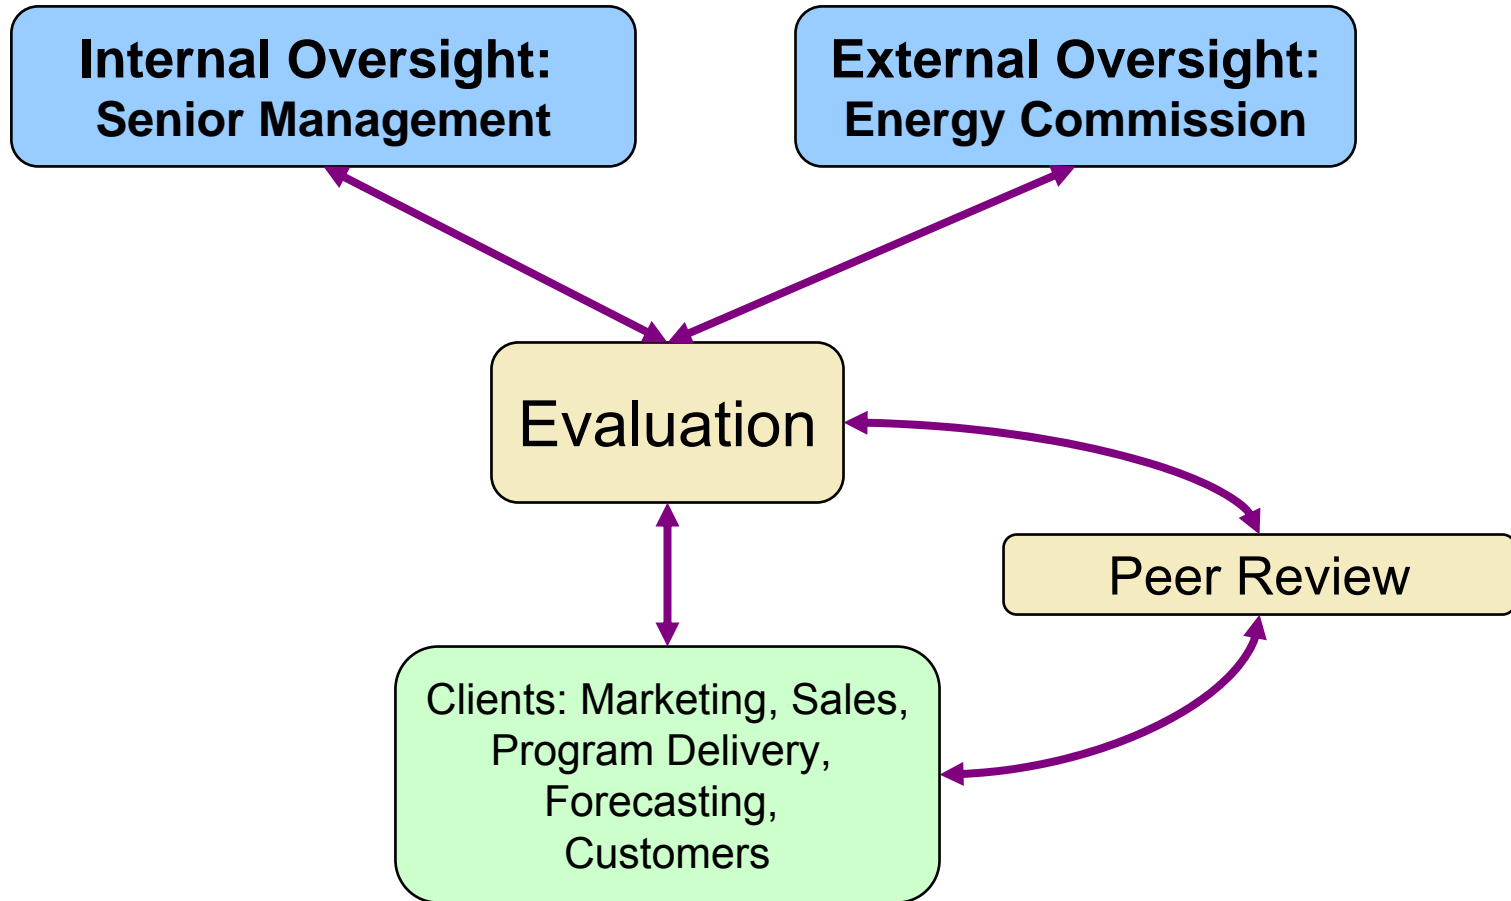 Internal Oversight:
Senior Management
External Oversight:
Energy Commission
Evaluation
Peer Review
Clients: Marketing, Sales,
Program Delivery,
Forecasting,
Customers